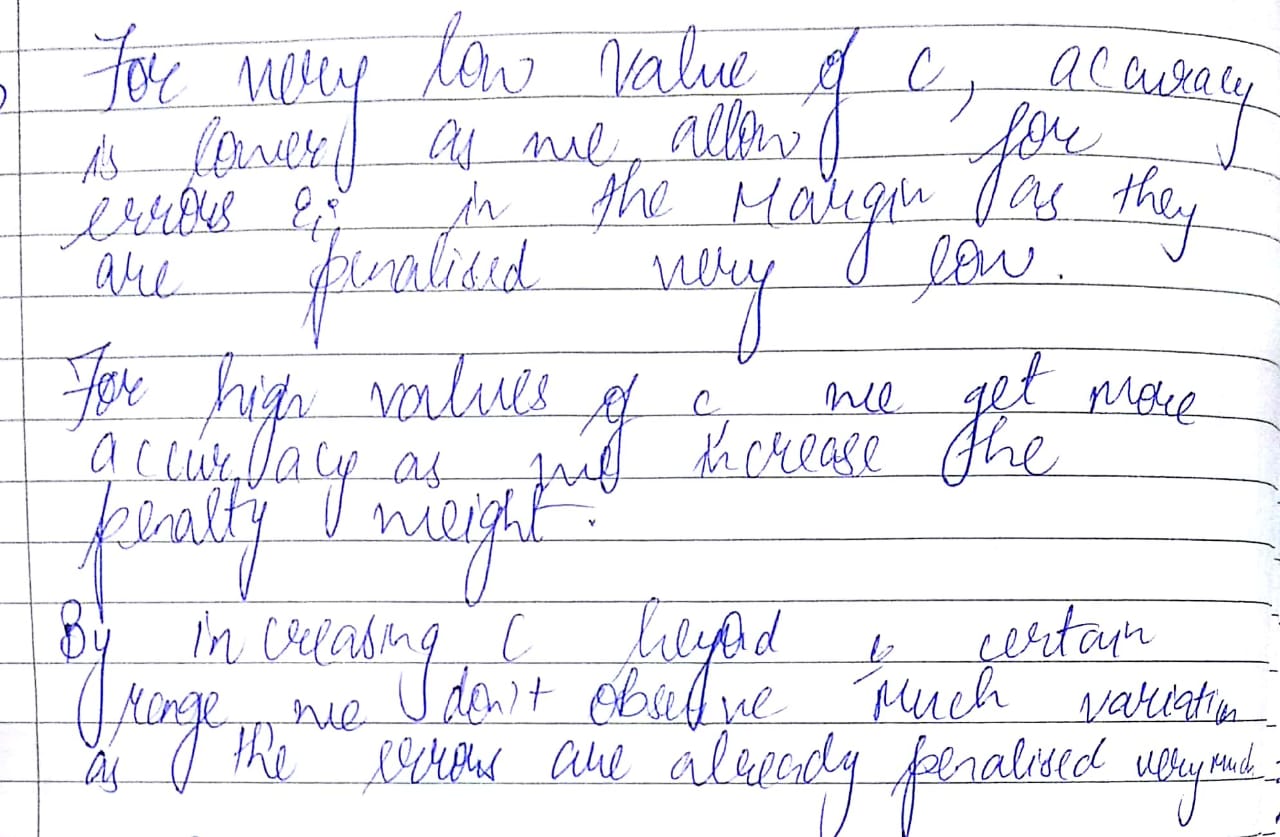 For very low value of c, accuracy
is lower as we allow for
errors ξi in the Margin as they
are penalised very low.
For high values of c, we get more
accuracy as we increase the
penalty weight.
By increasing C beyod a certain
range we don't observe much variation
as the errors are already penalised very much